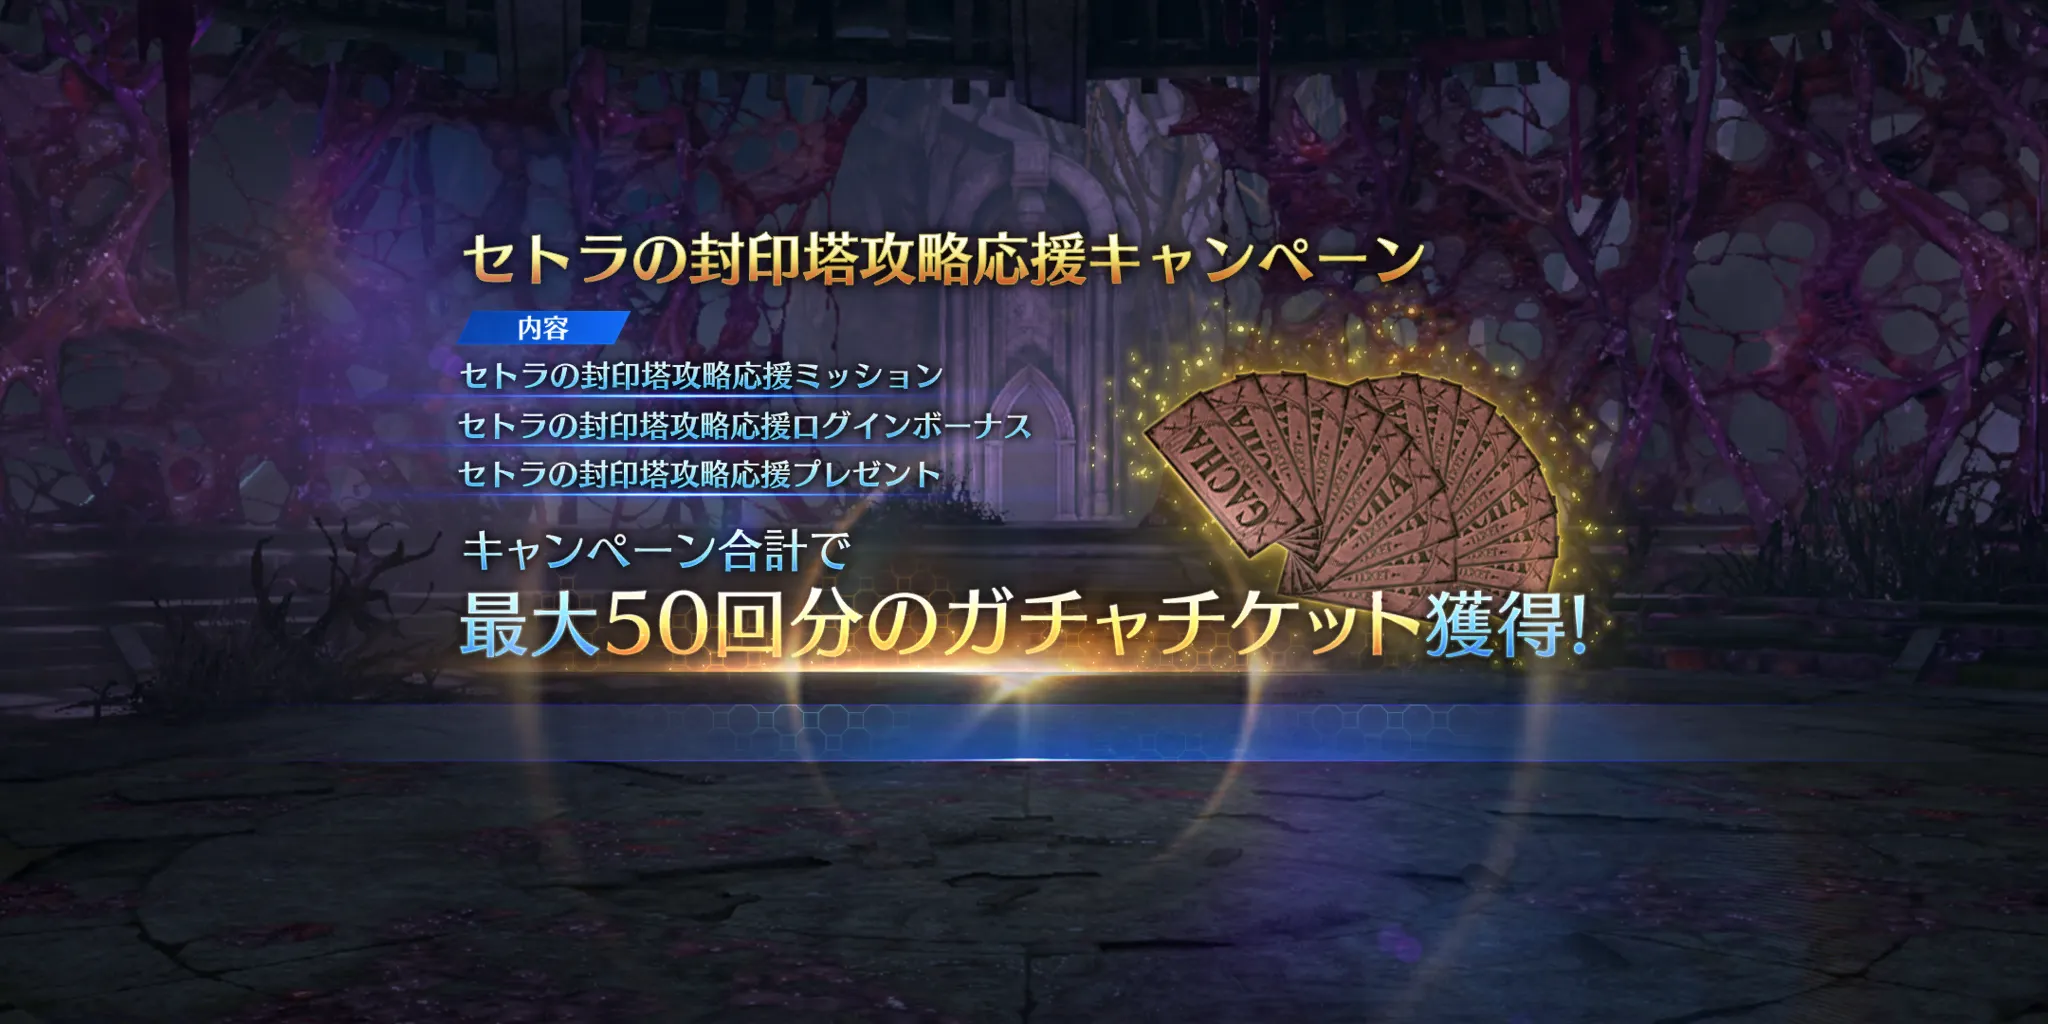 セトラの封印塔攻略応援キャンペーン
内容
セトラの封印塔攻略応援ミッション
セトラの封印塔攻略応援ログインボーナス
セトラの封印塔攻略応援プレゼント
GACHA
キャンペーン合計で
最大50回分のガチャチケット獲得!